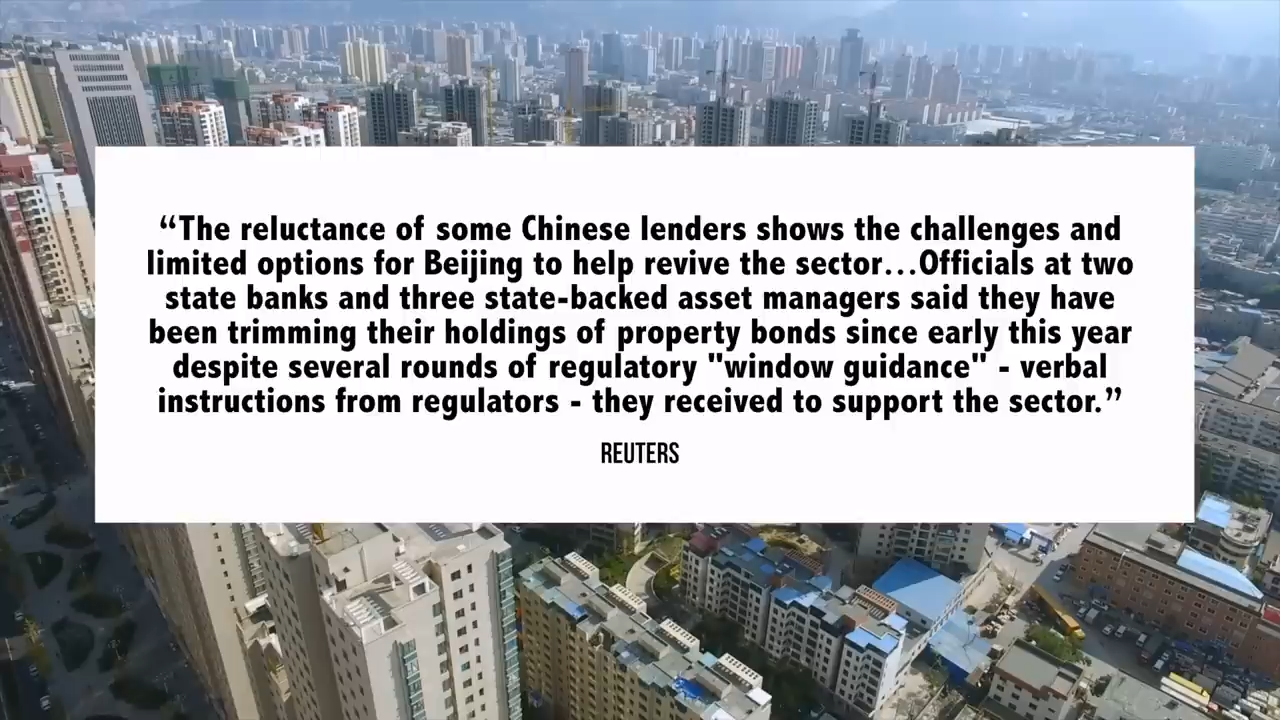 “The reluctance of some Chinese lenders shows the challenges and
limited options for Beijing to help revive the sector...Officials at two
state banks and three state-backed asset managers said they have
been trimming their holdings of property bonds since early this year
despite several rounds of regulatory "window guidance" - verbal
instructions from regulators - they received to support the sector.”
REUTERS